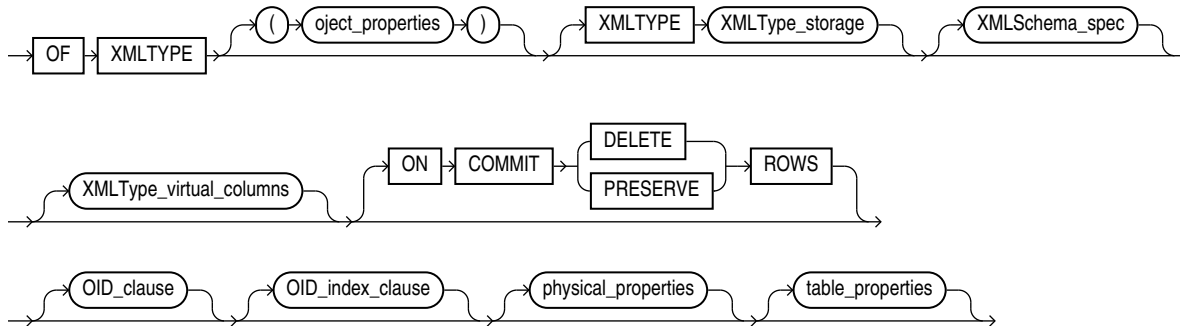 ( oject_properties ) XMLTYPE XMLType_storage XMLSchema_spec
OF XMLTYPE
DELETE
ON COMMIT ROWS
XMLType_virtual_columns PRESERVE
OID_clause OID_index_clause physical_properties table_properties